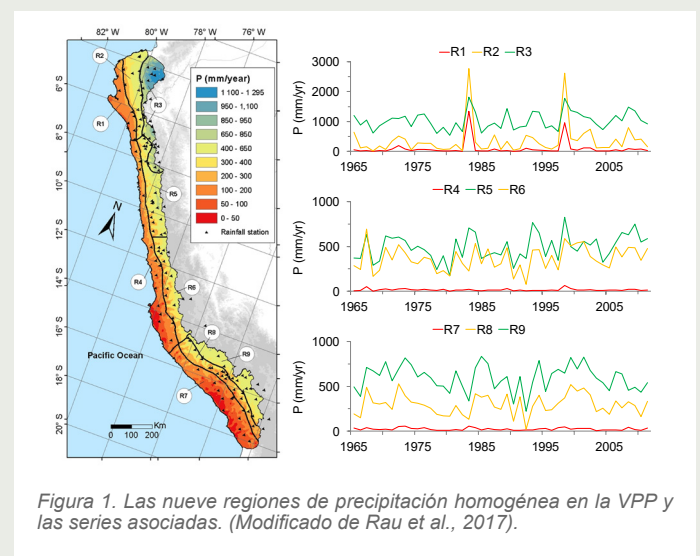 82° W
80° W
78° W
76° W
6° S
8° S
10° S
12° S
14° S
16° S
18° S
20° S
R2
R1
R3
R5
R4
R6
R8
R9
R7
N
Pacific Ocean
0 50 100 200 Km
P (mm/year)
1 100 - 1 295
950 - 1,100
850 - 950
650 - 850
400 - 650
300 - 400
200 - 300
100 - 200
50 - 100
0 - 50
Rainfall station
R1 R2 R3
P (mm/yr)
3000
2000
1000
0
1965 1975 1985 1995 2005
R4 R5 R6
P (mm/yr)
1000
500
0
1965 1975 1985 1995 2005
R7 R8 R9
P (mm/yr)
1000
500
0
1965 1975 1985 1995 2005
Figura 1. Las nueve regiones de precipitación homogénea en la VPP y
las series asociadas. (Modificado de Rau et al., 2017).